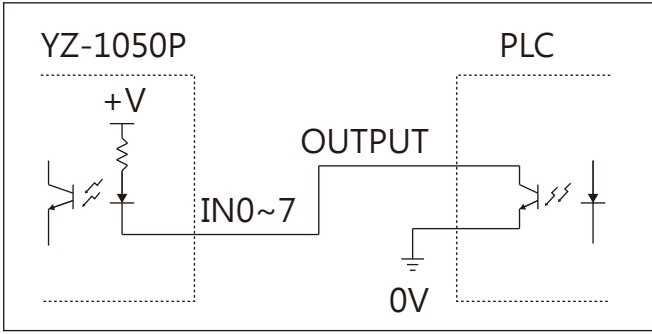 YZ-1050P
PLC
+V
OUTPUT
IN0~7
0V